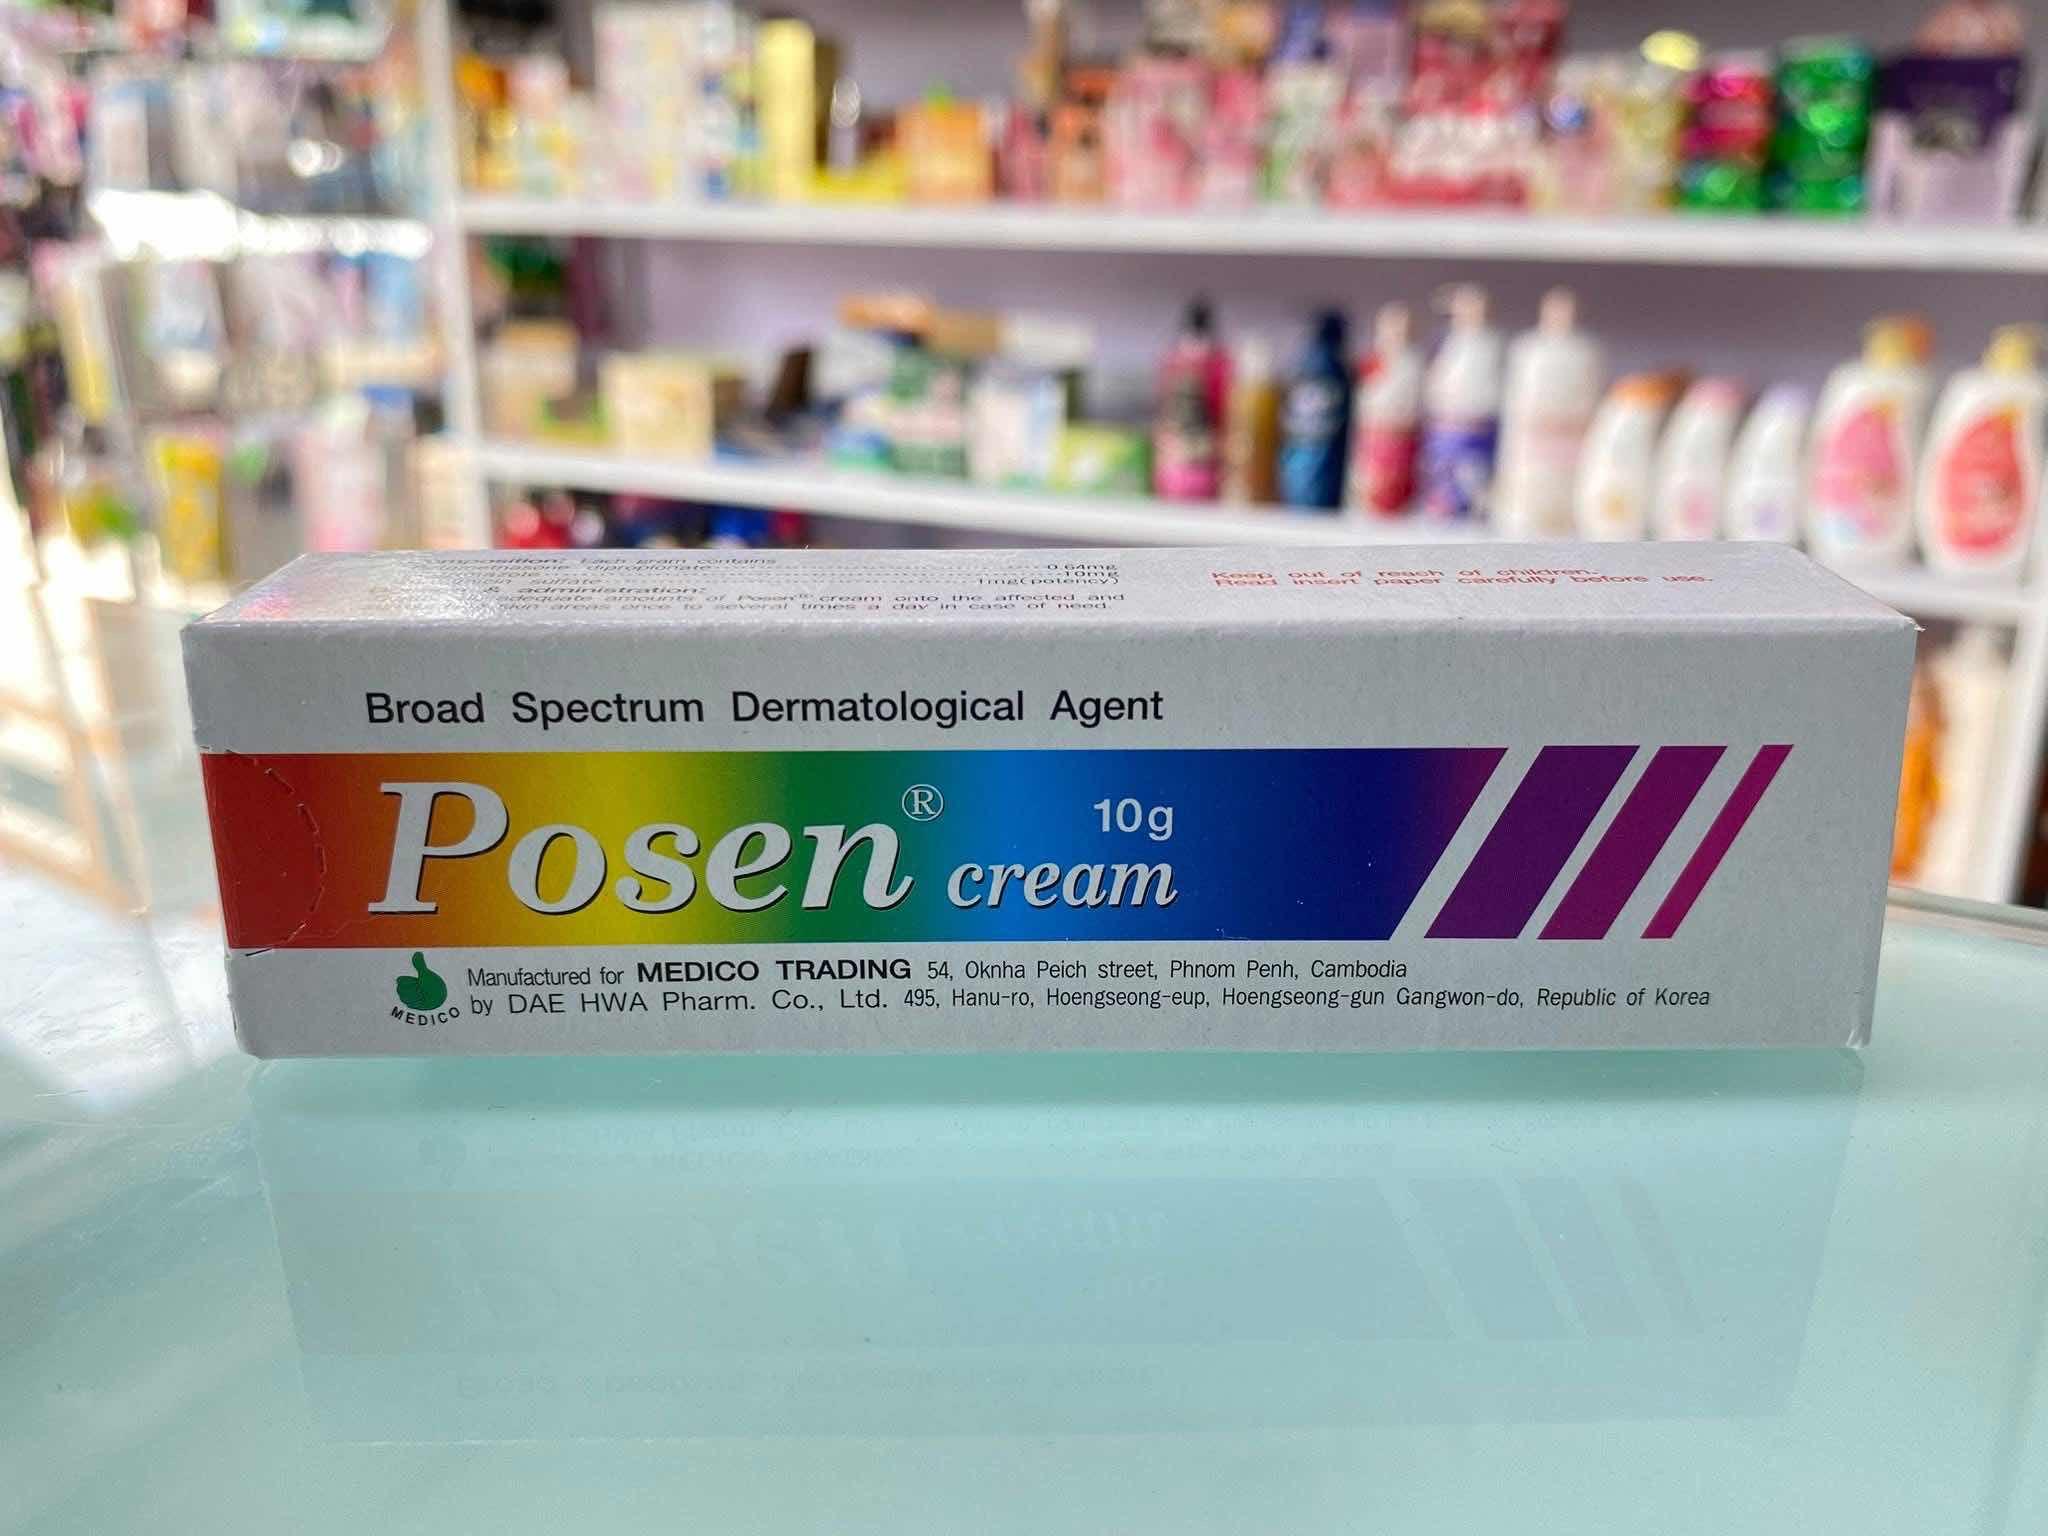 Each gram contains
dipropionate 0.64mg
10mg
sulfate 1mg(potency)
& administration:
adequate amounts of Posen® cream onto the affected and
skin areas once to several times a day in case of need.
Keep out of reach of children.
Read insert paper carefully before use.
Broad Spectrum Dermatological Agent
Posen® cream 10g
MEDICO
Manufactured for MEDICO TRADING 54, Oknha Peich street, Phnom Penh, Cambodia
by DAE HWA Pharm. Co., Ltd. 495, Hanu-ro, Hoengseong-eup, Hoengseong-gun Gangwon-do, Republic of Korea